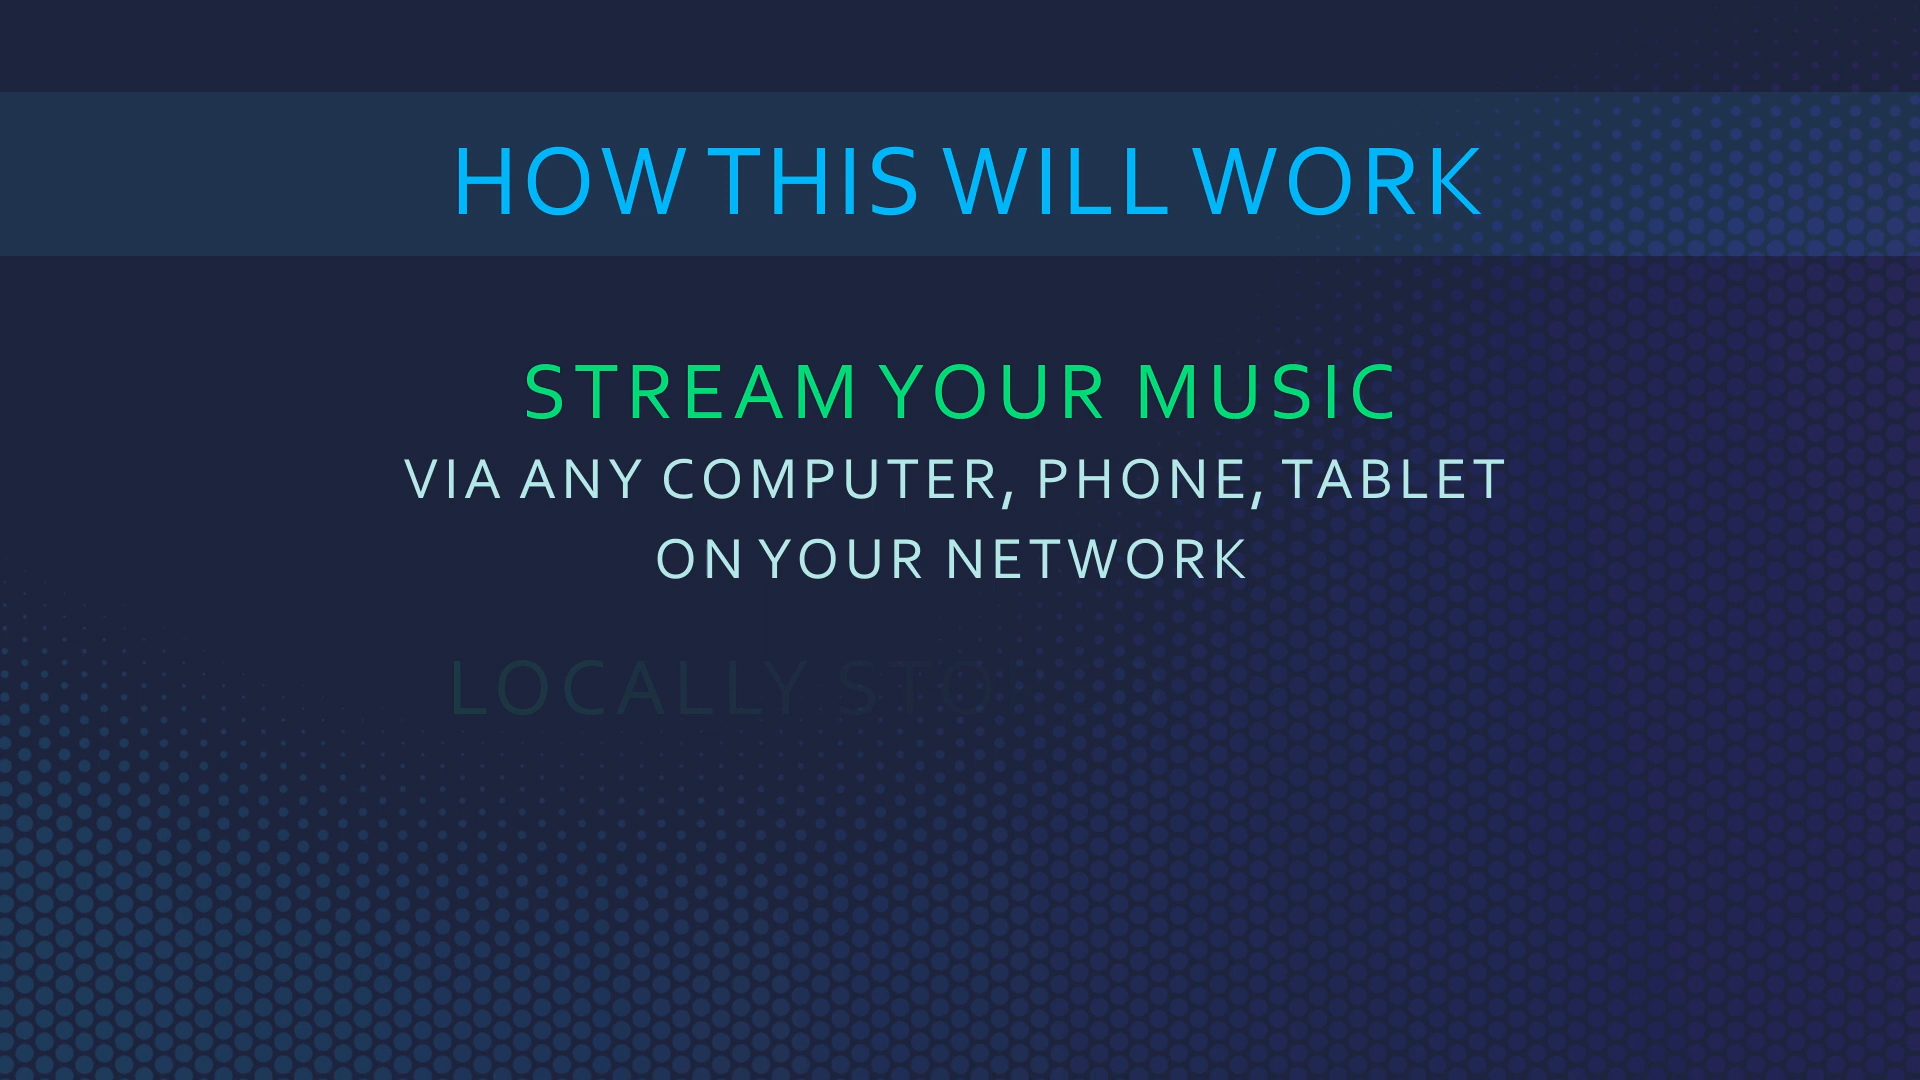 HOW THIS WILL WORK
STREAM YOUR MUSIC
VIA ANY COMPUTER, PHONE, TABLET
ON YOUR NETWORK
LOCALLY